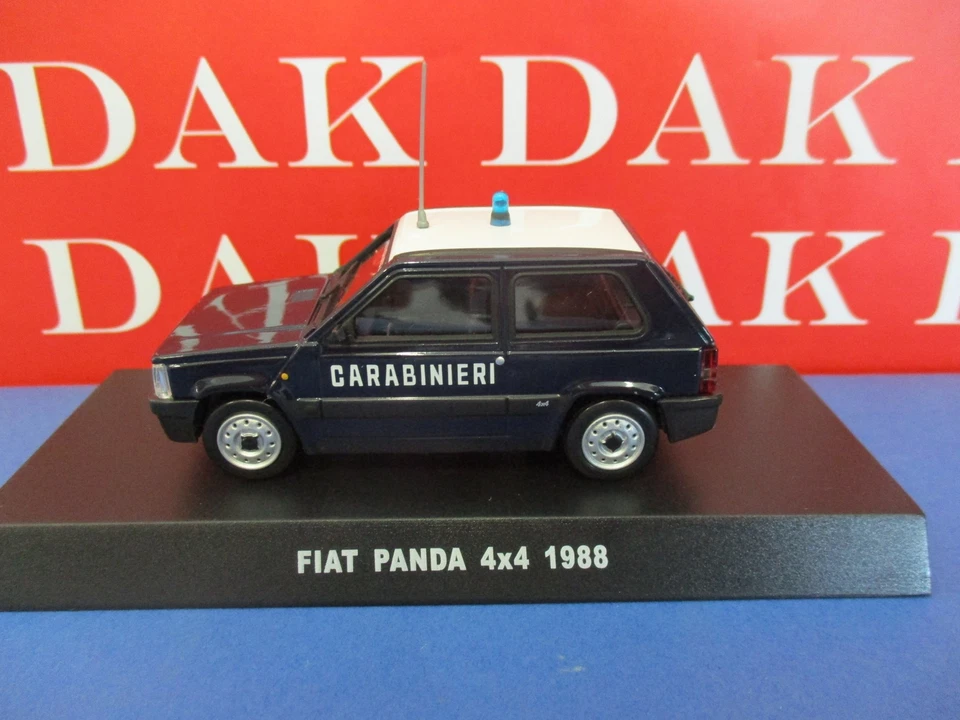 DAK DAK
DAK DAK D
CARABINIERI
4x4
FIAT PANDA 4x4 1988